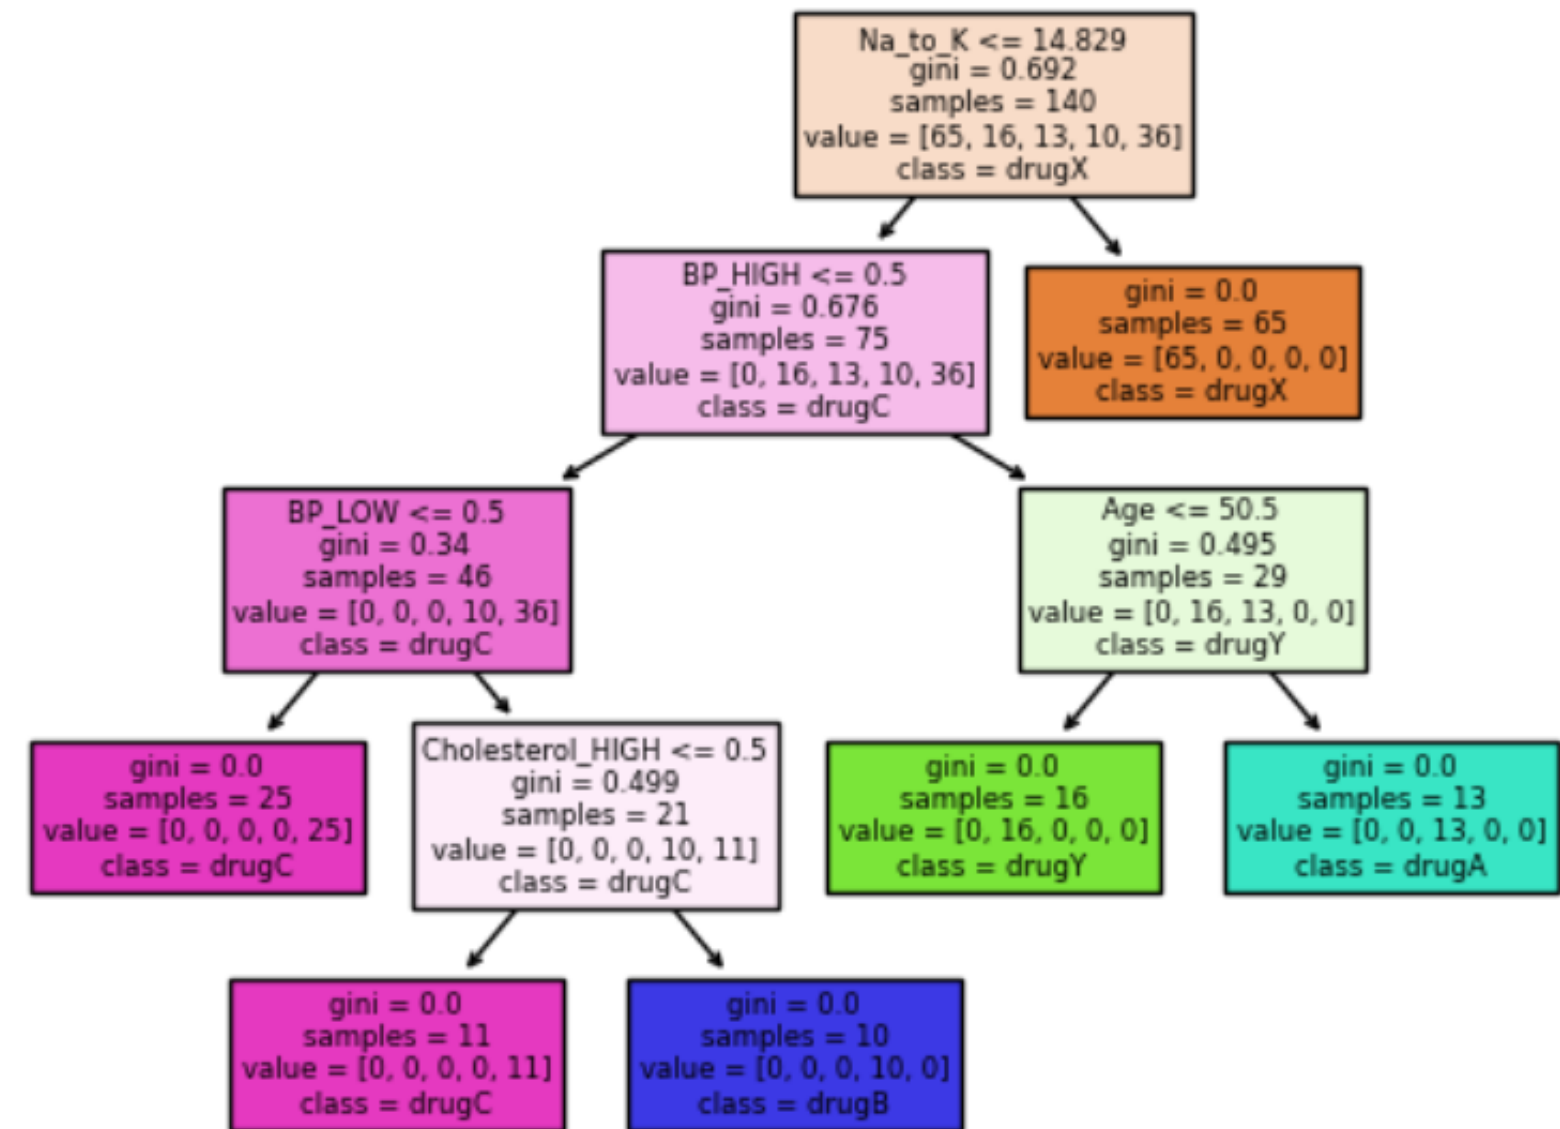 Na_to_K <= 14.829
gini = 0.692
samples = 140
value = [65, 16, 13, 10, 36]
class = drugX
BP_HIGH <= 0.5
gini = 0.676
samples = 75
value = [0, 16, 13, 10, 36]
class = drugC
gini = 0.0
samples = 65
value = [65, 0, 0, 0, 0]
class = drugX
BP_LOW <= 0.5
gini = 0.34
samples = 46
value = [0, 0, 0, 10, 36]
class = drugC
Age <= 50.5
gini = 0.495
samples = 29
value = [0, 16, 13, 0, 0]
class = drugY
gini = 0.0
samples = 25
value = [0, 0, 0, 0, 25]
class = drugC
Cholesterol_HIGH <= 0.5
gini = 0.499
samples = 21
value = [0, 0, 0, 10, 11]
class = drugC
gini = 0.0
samples = 16
value = [0, 16, 0, 0, 0]
class = drugY
gini = 0.0
samples = 13
value = [0, 0, 13, 0, 0]
class = drugA
gini = 0.0
samples = 11
value = [0, 0, 0, 0, 11]
class = drugC
gini = 0.0
samples = 10
value = [0, 0, 0, 10, 0]
class = drugB